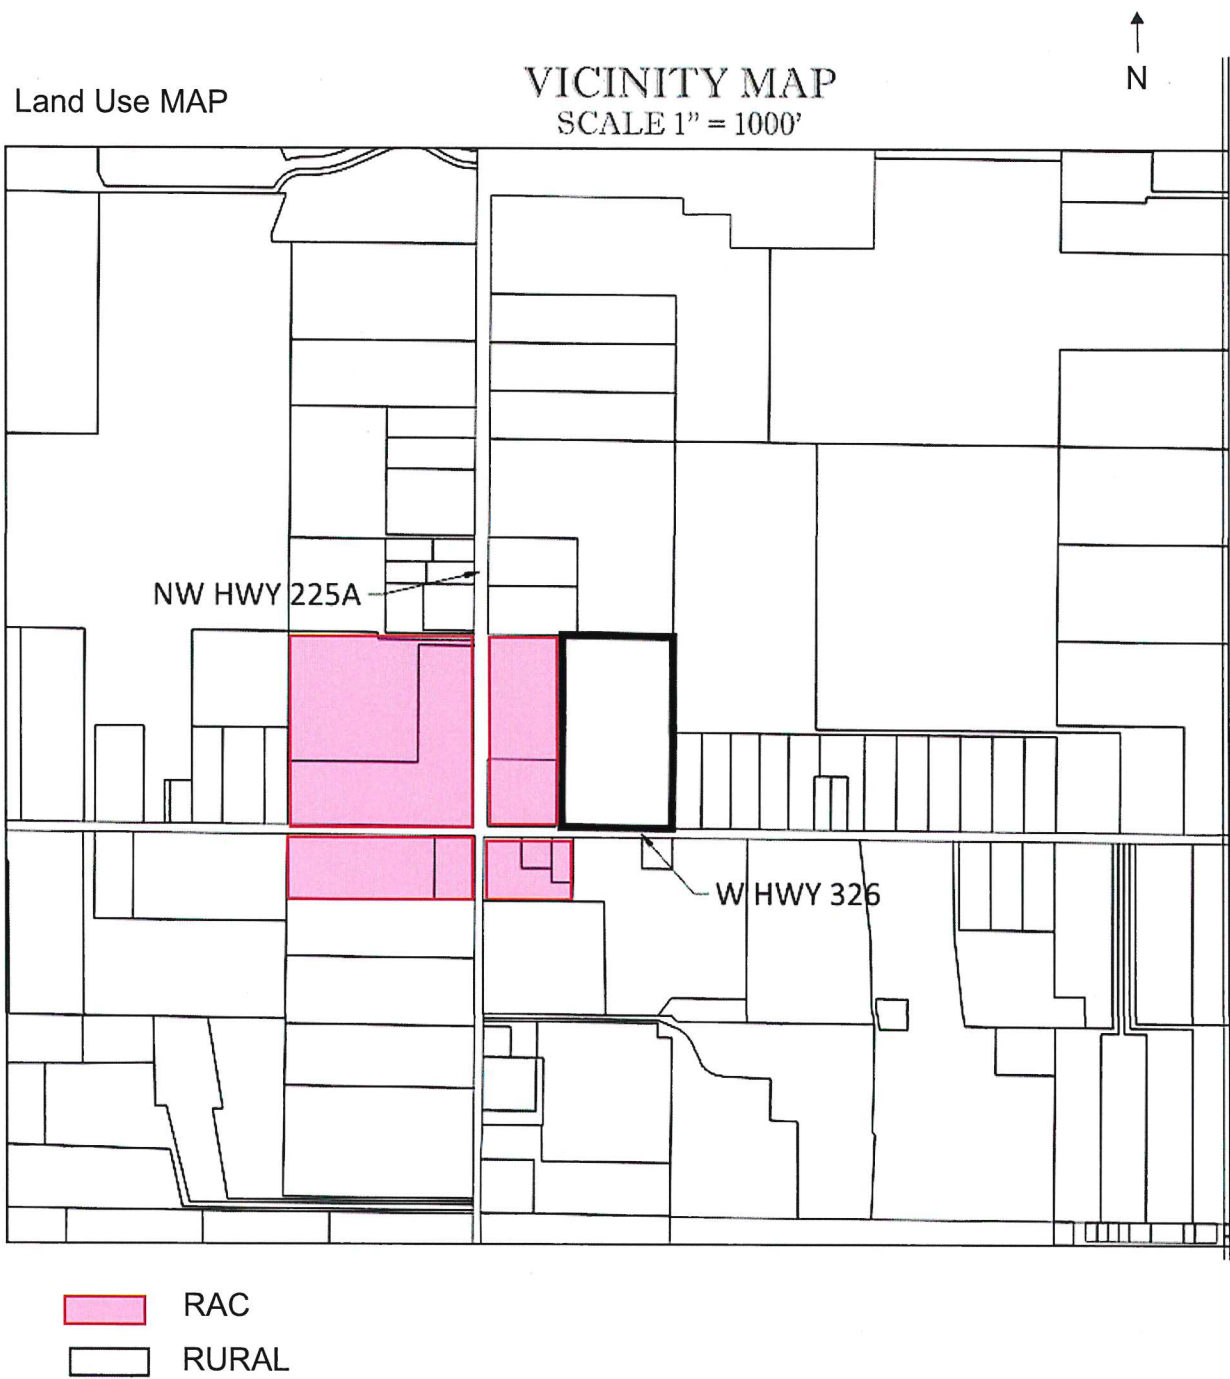 N
VICINITY MAP
Land Use MAP
SCALE 1” = 1000’
NW HWY 225A
W HWY 326
RAC
RURAL